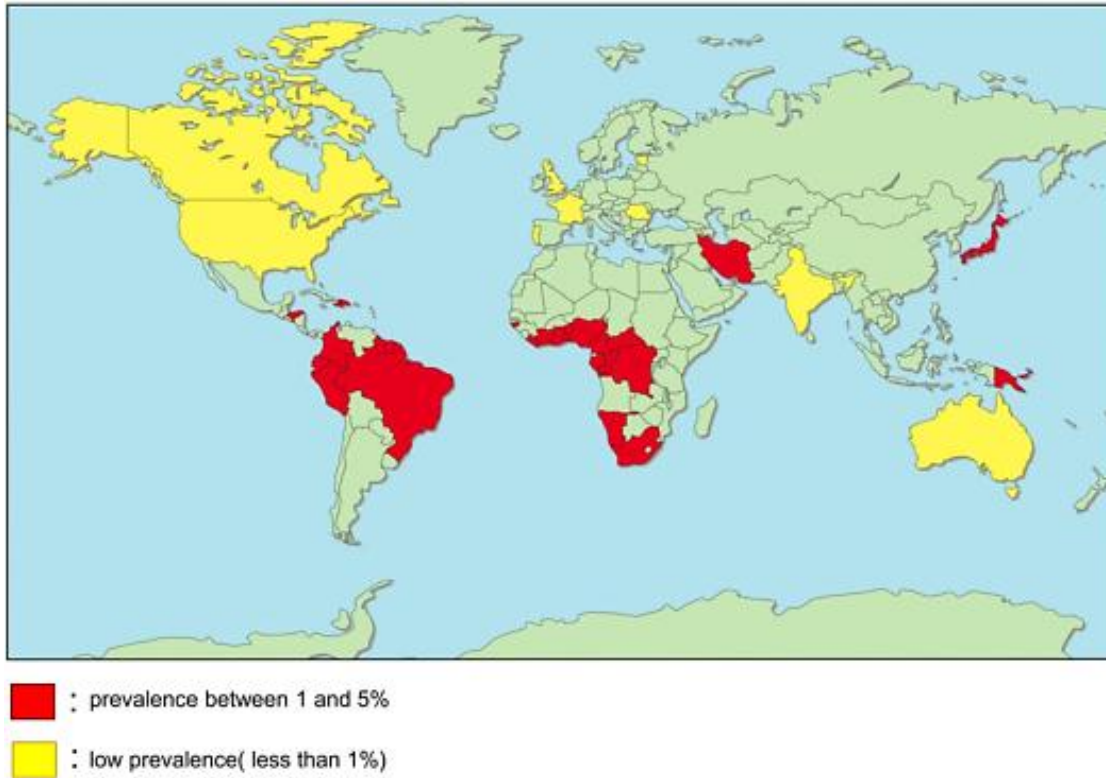 : prevalence between 1 and 5%
: low prevalence( less than 1%)